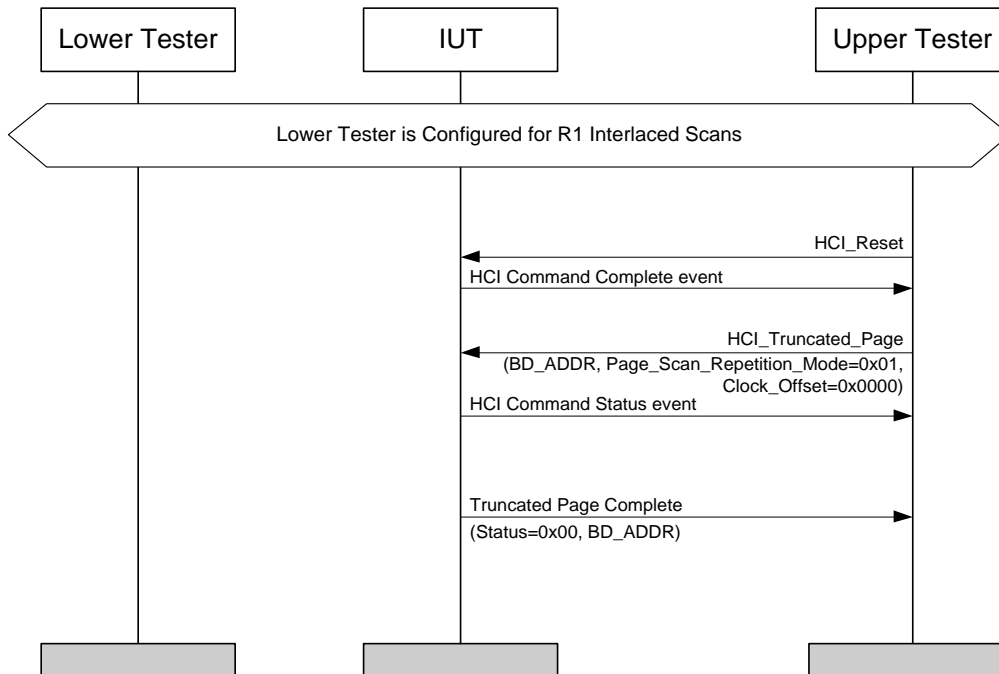 Lower Tester
IUT
Upper Tester
Lower Tester is Configured for R1 Interlaced Scans
HCI_Reset
HCI Command Complete event
HCI_Truncated_Page
(BD_ADDR, Page_Scan_Repetition_Mode=0x01,
Clock_Offset=0x0000)
HCI Command Status event
Truncated Page Complete
(Status=0x00, BD_ADDR)